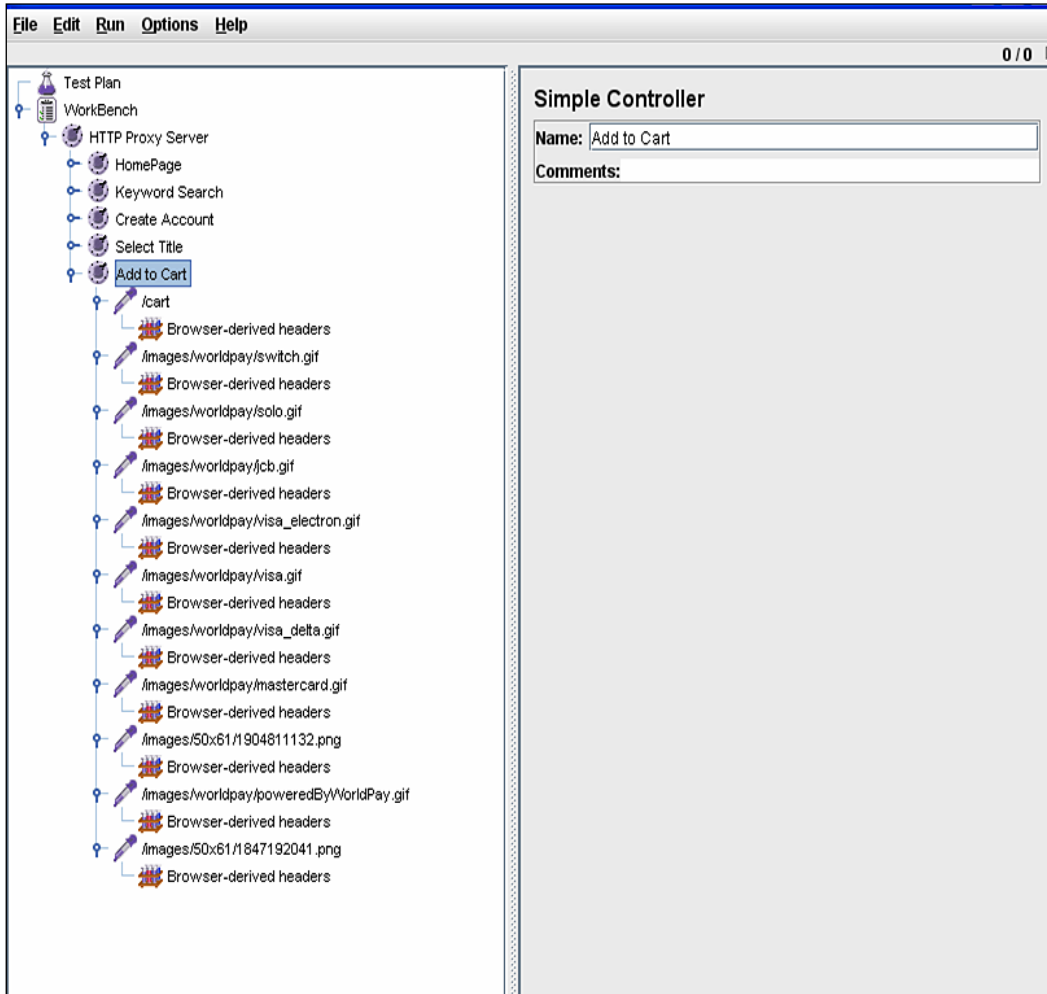 File Edit Run Options Help
0 / 0
Test Plan
WorkBench
HTTP Proxy Server
HomePage
Keyword Search
Create Account
Select Title
Add to Cart
/cart
Browser-derived headers
/images/worldpay/switch.gif
Browser-derived headers
/images/worldpay/solo.gif
Browser-derived headers
/images/worldpay/jcb.gif
Browser-derived headers
/images/worldpay/visa_electron.gif
Browser-derived headers
/images/worldpay/visa.gif
Browser-derived headers
/images/worldpay/visa_delta.gif
Browser-derived headers
/images/worldpay/mastercard.gif
Browser-derived headers
/images/50x61/1904811132.png
Browser-derived headers
/images/worldpay/poweredByWorldPay.gif
Browser-derived headers
/images/50x61/1847192041.png
Browser-derived headers
Simple Controller
Name: Add to Cart
Comments: